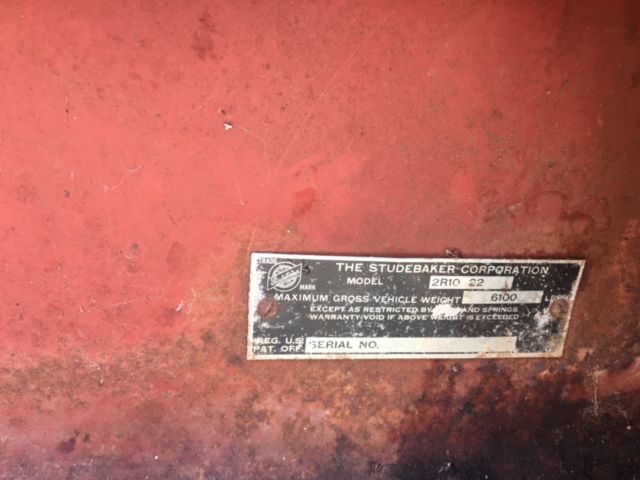 TRADE
MARK
THE STUDEBAKER CORPORATION
MODEL 2R10 22
MAXIMUM GROSS VEHICLE WEIGHT 6100 LBS
EXCEPT AS RESTRICTED BY AND SPRINGS
WARRANTY VOID IF ABOVE WEIGHT IS EXCEEDED
REG. U.S.
PAT. OFF.
SERIAL NO.